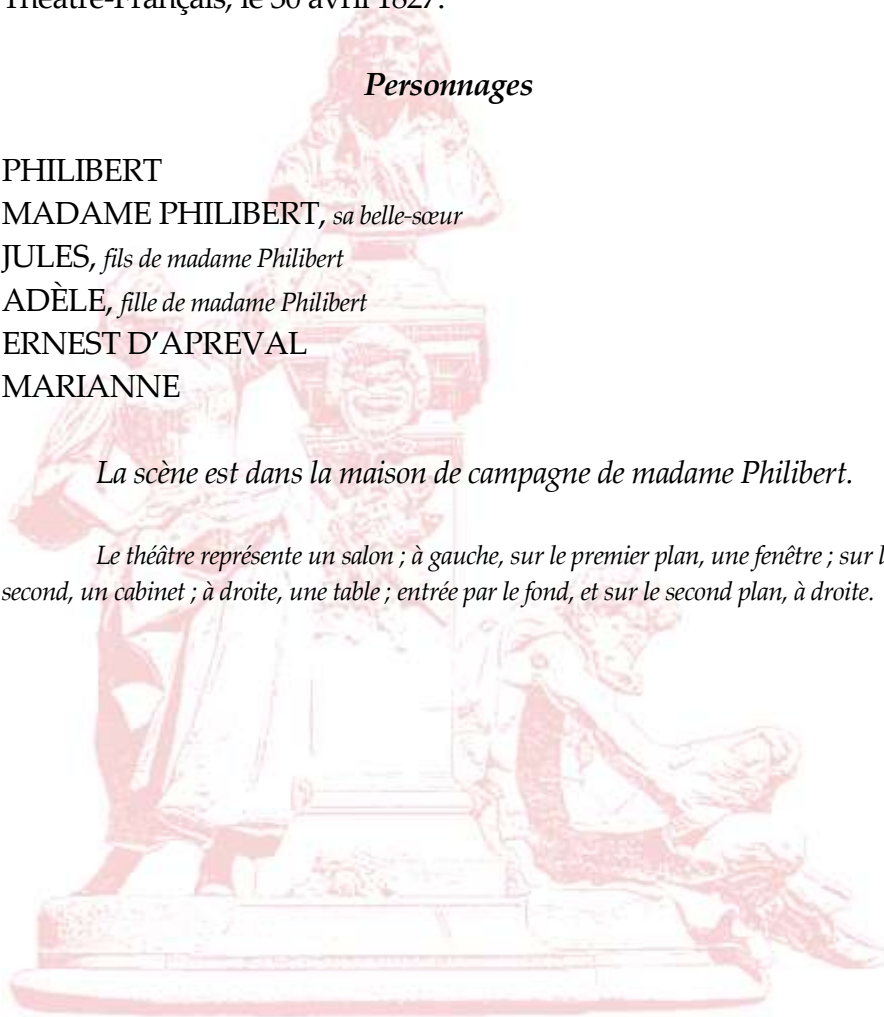 Théâtre-Français, le 30 avril 1827.
Personnages
PHILIBERT
MADAME PHILIBERT, sa belle-sœur
JULES, fils de madame Philibert
ADÈLE, fille de madame Philibert
ERNEST D’APREVAL
MARIANNE
La scène est dans la maison de campagne de madame Philibert.
Le théâtre représente un salon ; à gauche, sur le premier plan, une fenêtre ; sur l
second, un cabinet ; à droite, une table ; entrée par le fond, et sur le second plan, à droite.